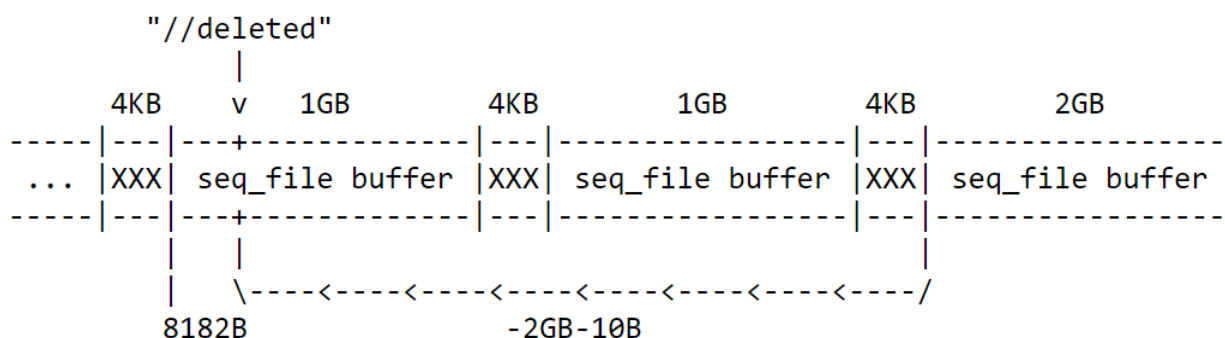 "//deleted"
              |
      4KB     v   1GB        4KB         1GB        4KB         2GB
-----|---|---+-------------|---|-----------------|---|-----------------
 ... |XXX| seq_file buffer |XXX| seq_file buffer |XXX| seq_file buffer
-----|---|---+-------------|---|-----------------|---|-----------------
         |   |                                       |
         |   \----<----<----<----<----<----<----<----/
         8182B               -2GB-10B